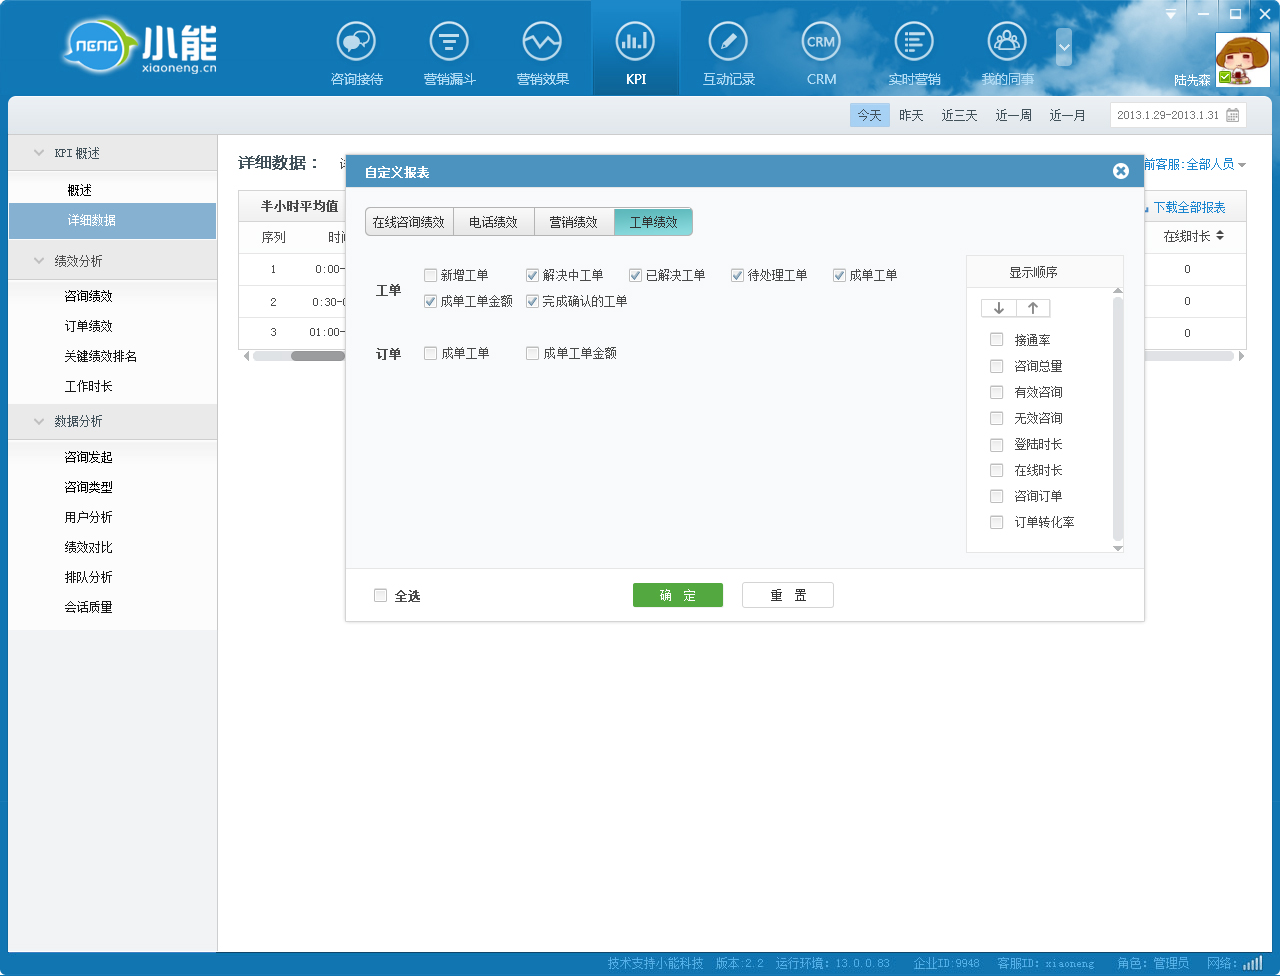 NENG 小能
xiaoneng.cn
咨询接待 营销漏斗 营销效果 KPI 互动记录 CRM CRM 实时营销 我的同事
陆先森
今天 昨天 近三天 近一周 近一月 2013.1.29-2013.1.31
KPI 概述
概述
详细数据
绩效分析
咨询绩效
订单绩效
关键绩效排名
工作时长
数据分析
咨询发起
咨询类型
用户分析
绩效对比
排队分析
会话质量
详细数据：
前客服:全部人员
半小时平均值
下载全部报表
序列 时间 在线时长
1 0:00- 0
2 0:30-0 0
3 01:00- 0
自定义报表
在线咨询绩效 电话绩效 营销绩效 工单绩效
工单 新增工单 解决中工单 已解决工单 待处理工单 成单工单
成单工单金额 完成确认的工单
订单 成单工单 成单工单金额
显示顺序
接通率
咨询总量
有效咨询
无效咨询
登陆时长
在线时长
咨询订单
订单转化率
全选 确 定 重 置
技术支持小能科技 版本:2.2 运行环境: 13.0.0.83 企业ID:9948 客服ID: xiaoneng 角色: 管理员 网络: